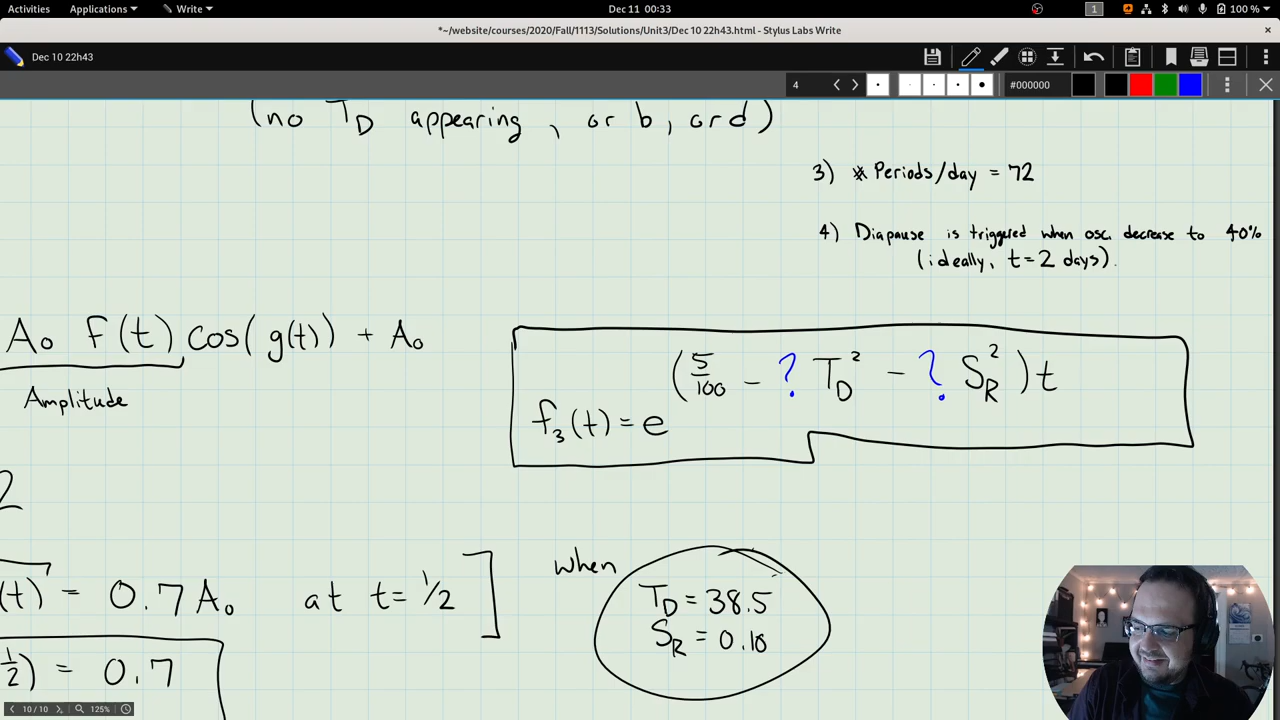 Activities Applications Write Dec 11 00:33 1 100 %
*~/website/courses/2020/Fall/1113/Solutions/Unit3/Dec 10 22h43.html - Stylus Labs Write
Dec 10 22h43
4 #000000
(no T_D appearing, or b, or d)
3) # Periods/day = 72
4) Diapause is triggered when osc. decrease to 40%
(ideally, t=2 days).
A₀ f(t) cos(g(t)) + A₀
Amplitude
f₃(t) = e^(5/100 - ? T_D² - ? S_R²)t
2
(t) = 0.7 A₀ at t= 1/2
when
T_D = 38.5
S_R = 0.18
1/2) = 0.7
10/10 125%